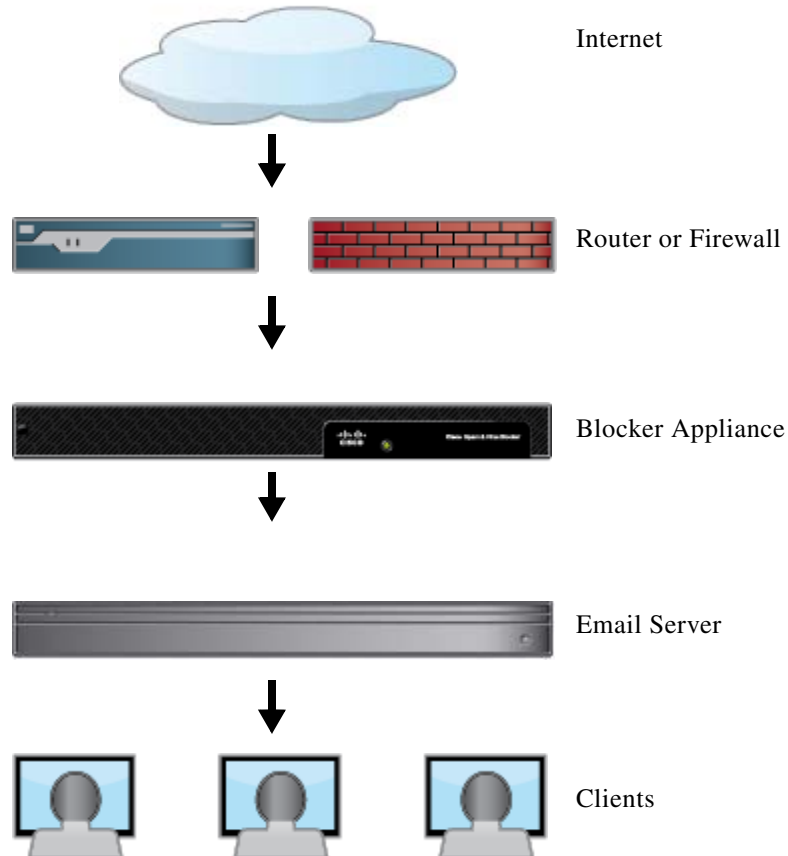 Internet
Router or Firewall
Blocker Appliance
Email Server
Clients